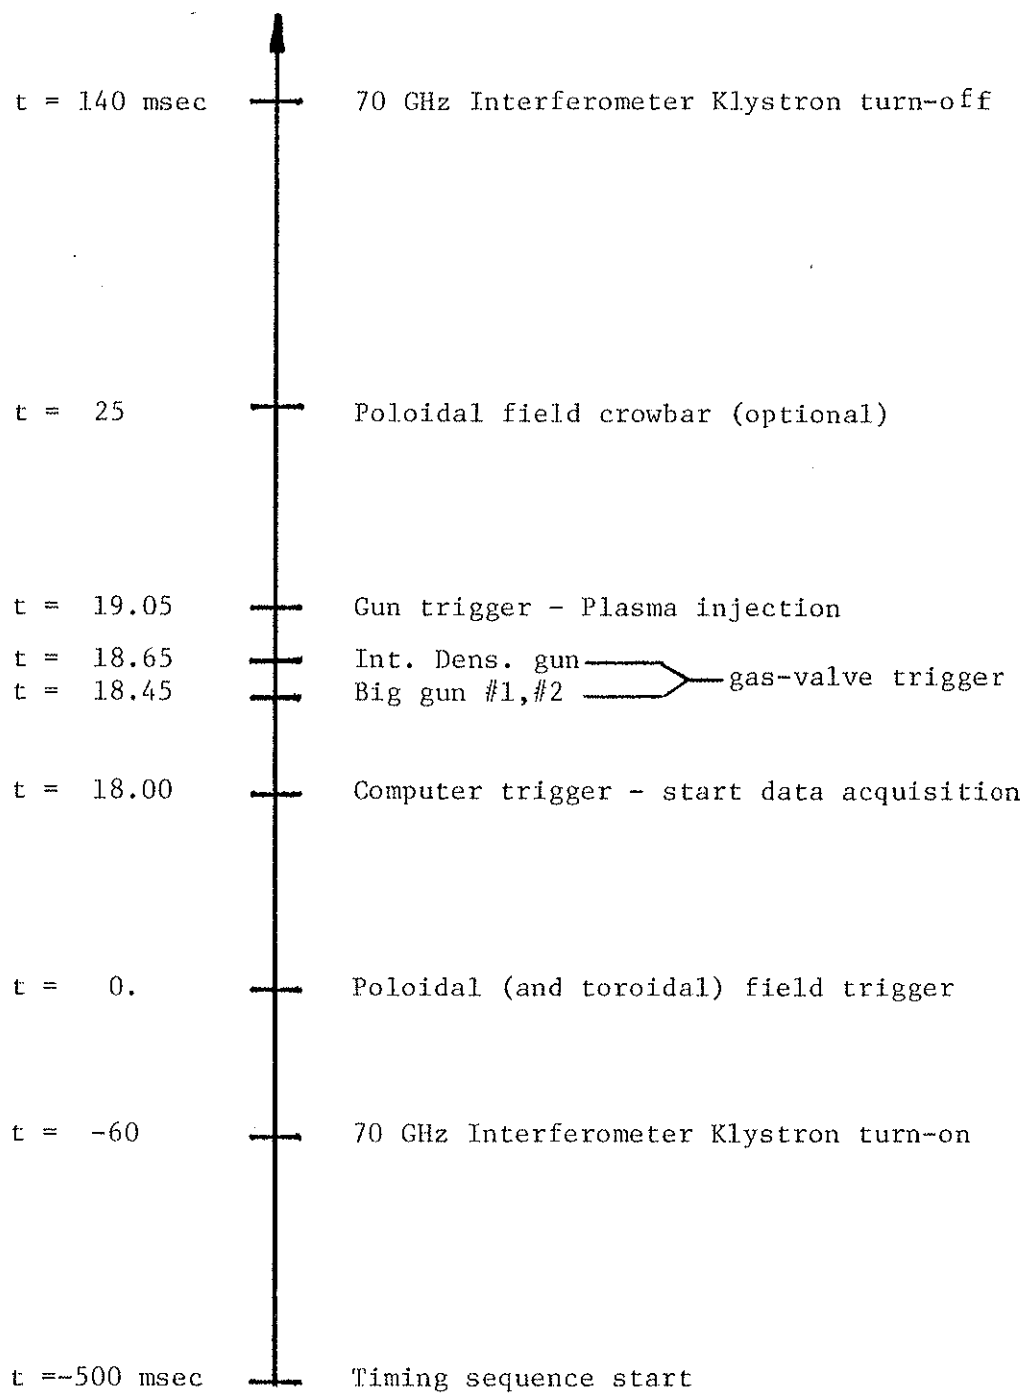 t = 140 msec 70 GHz Interferometer Klystron turn-off
t = 25 Poloidal field crowbar (optional)
t = 19.05 Gun trigger - Plasma injection
t = 18.65 Int. Dens. gun
gas-valve trigger
t = 18.45 Big gun #1,#2
t = 18.00 Computer trigger - start data acquisition
t = 0. Poloidal (and toroidal) field trigger
t = -60 70 GHz Interferometer Klystron turn-on
t =-500 msec Timing sequence start